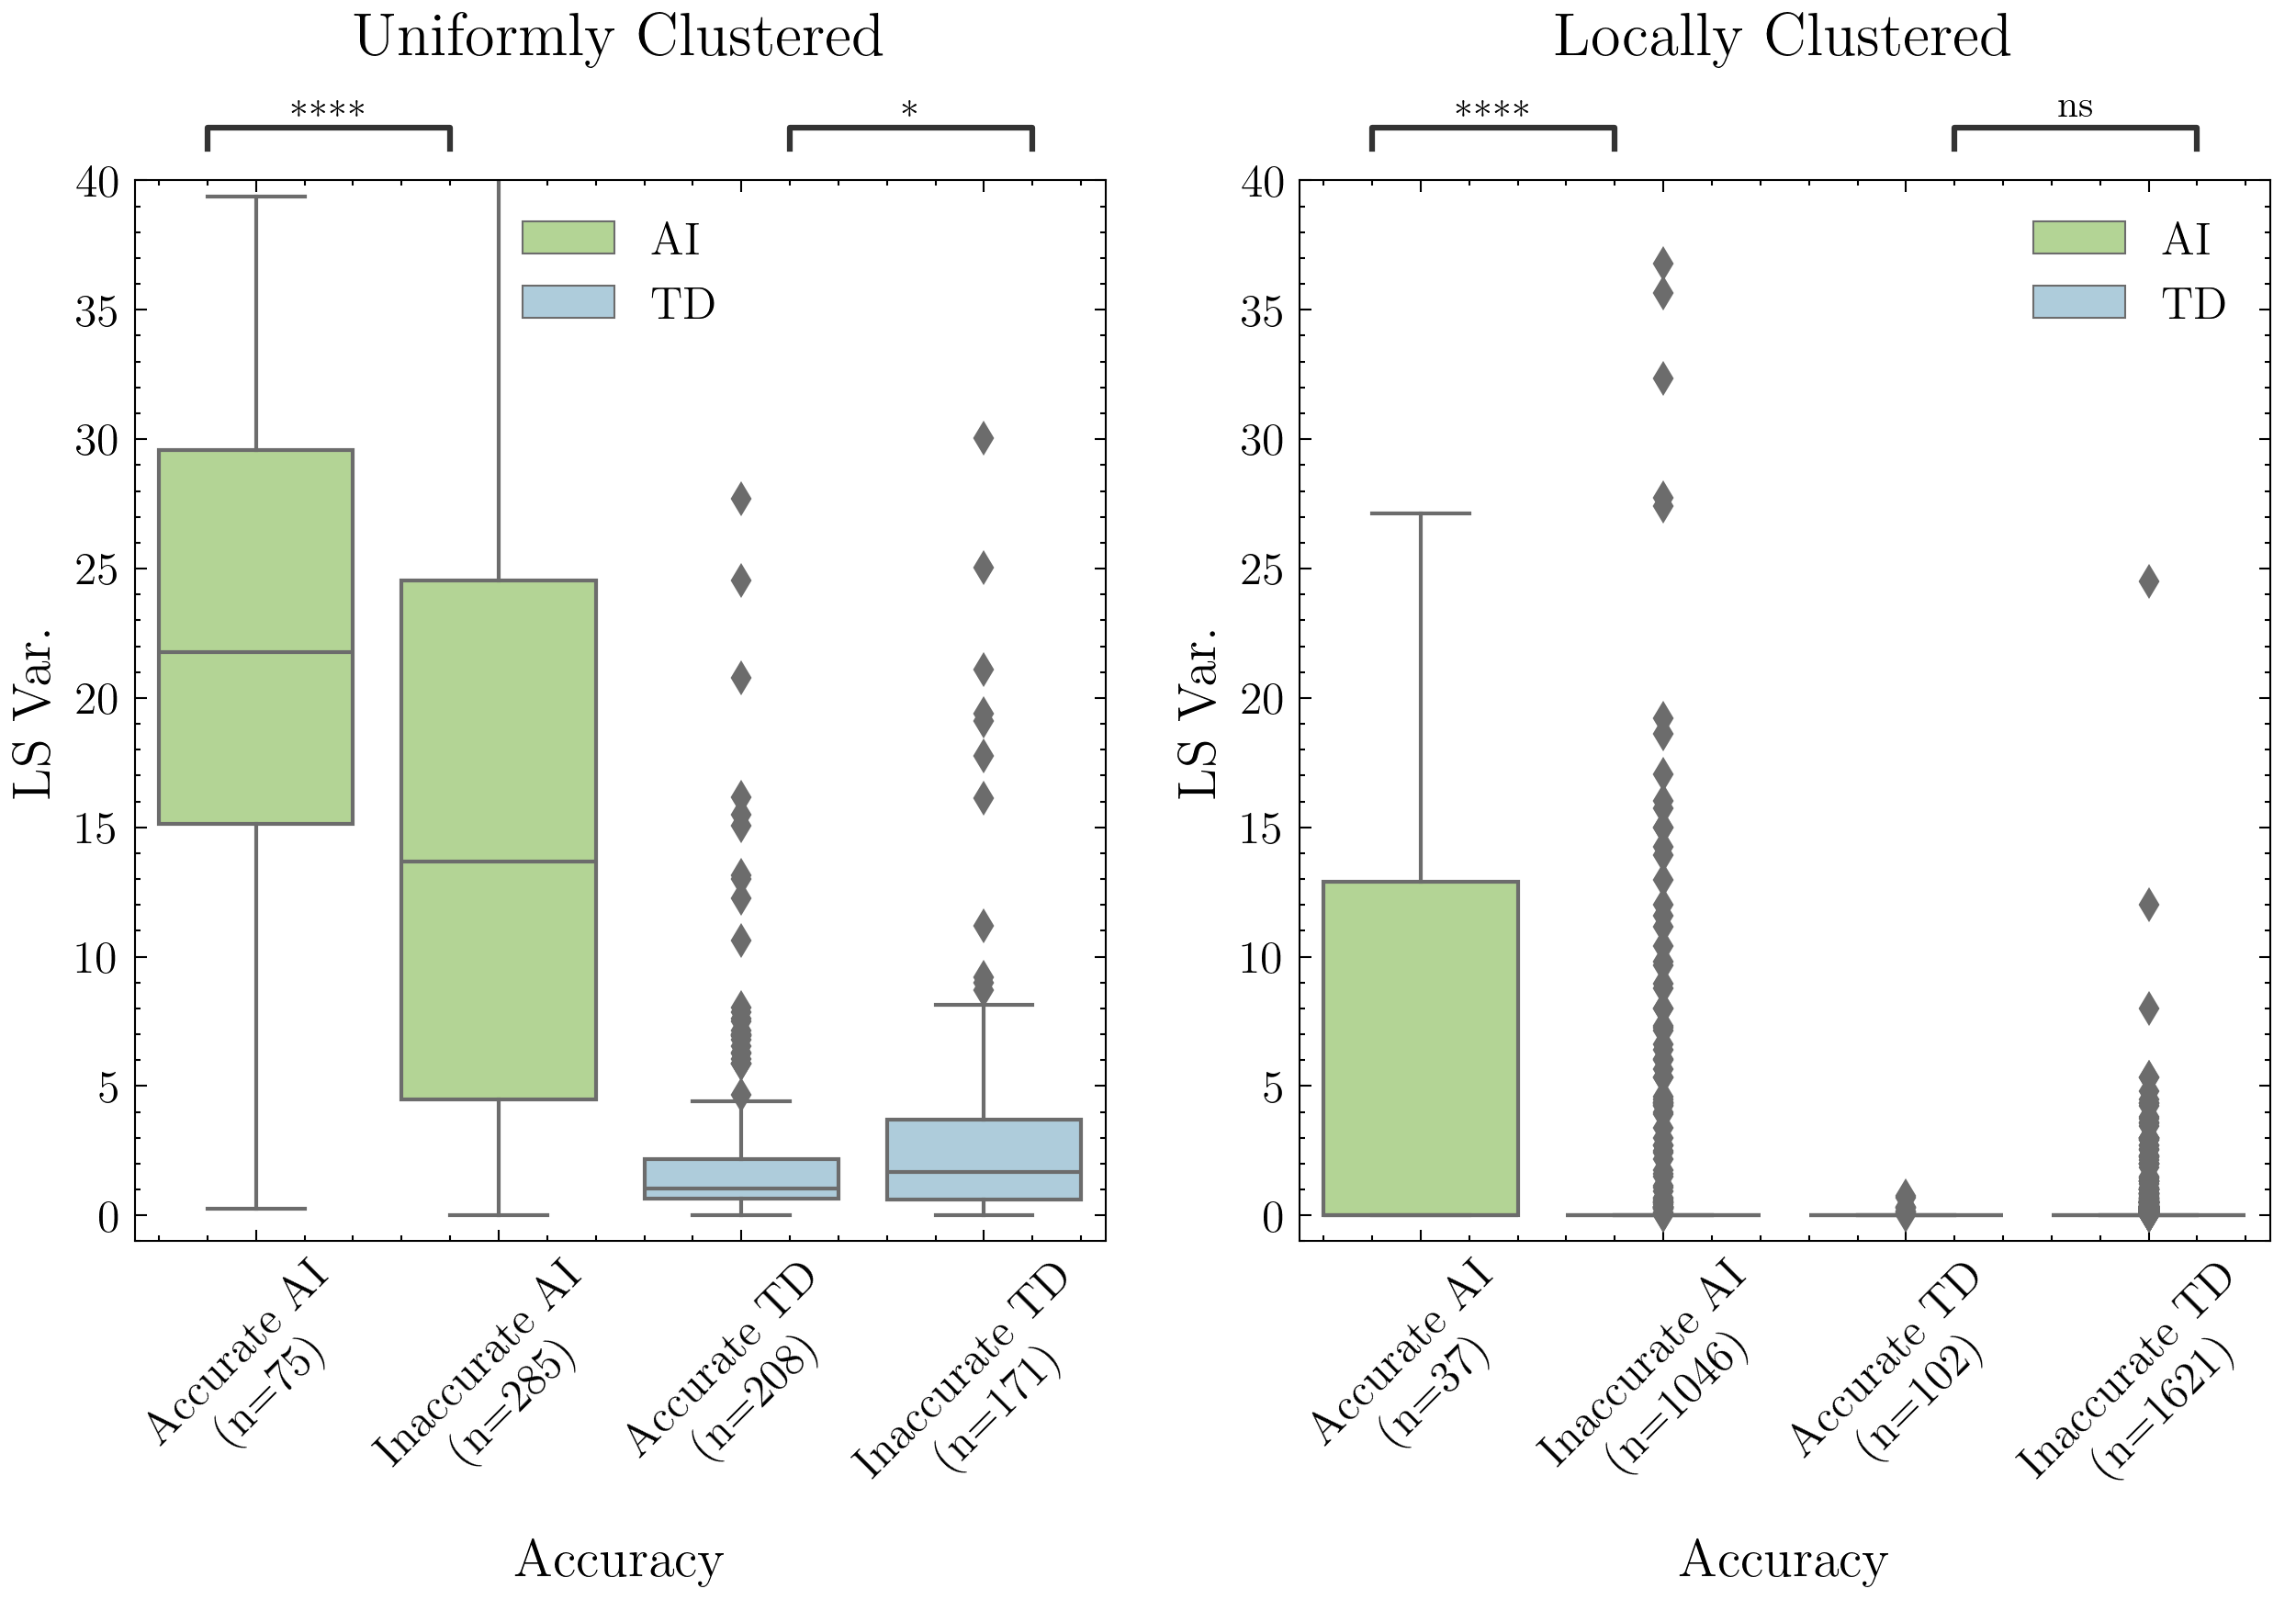 Uniformly Clustered
****
*
40
35
30
25
20
15
10
5
0
LS Var.
AI
TD
Accurate AI
(n=75)
Inaccurate AI
(n=285)
Accurate TD
(n=208)
Inaccurate TD
(n=171)
Accuracy
Locally Clustered
****
ns
40
35
30
25
20
15
10
5
0
LS Var.
AI
TD
Accurate AI
(n=37)
Inaccurate AI
(n=1046)
Accurate TD
(n=102)
Inaccurate TD
(n=1621)
Accuracy